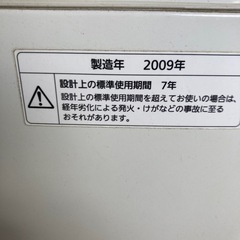 製造年 2009年
設計上の標準使用期間 7年
設計上の標準使用期間を超えてお使いの場合は、
経年劣化による発火・けがなどの事故に至る
おそれがあります。